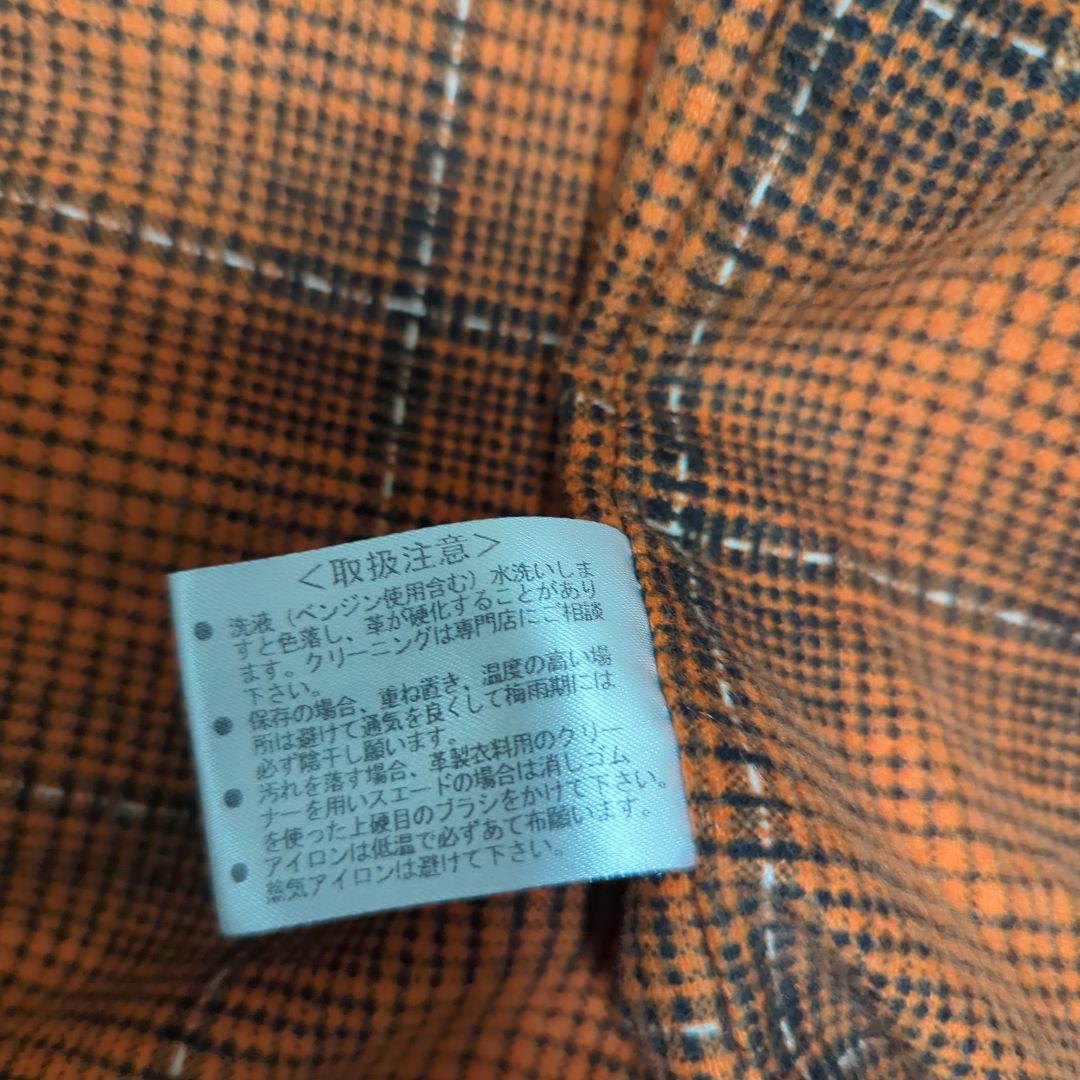 <取扱注意>
● 洗液（ベンジン使用含む）水洗いしま
すと色落し、革が硬化することがあり
ます。クリーニングは専門店にご相談
下さい。
● 保存の場合、重ね置き、温度の高い場
所は避けて通気を良くして梅雨期には
必ず陰干し願います。
● 汚れを落す場合、革製衣料用のクリー
ナーを用いスエードの場合は消しゴム
を使った上硬目のブラシをかけて下さい。
● アイロンは低温で必ずあて布願います。
蒸気アイロンは避けて下さい。